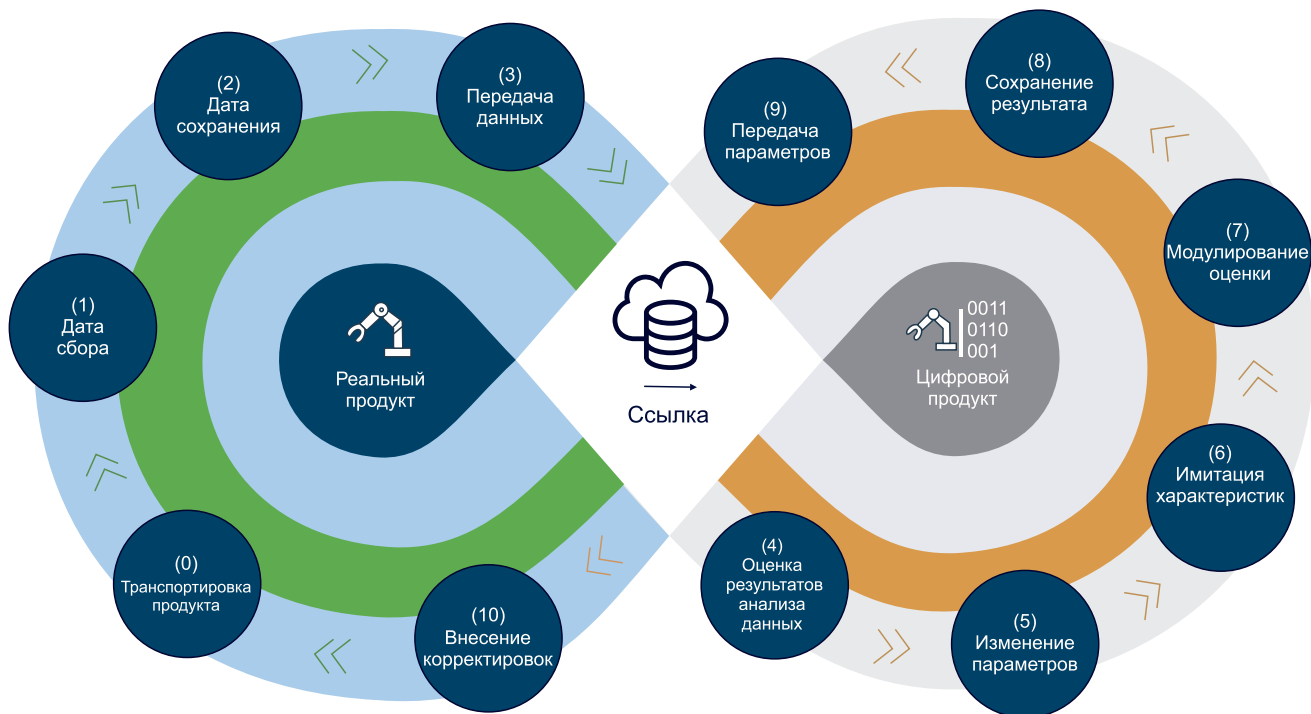 (0)
Транспортировка
продукта
(1)
Дата
сбора
(2)
Дата
сохранения
(3)
Передача
данных
Реальный
продукт
(10)
Внесение
корректировок
Ссылка
(9)
Передача
параметров
(8)
Сохранение
результата
(7)
Модулирование
оценки
(6)
Имитация
характеристик
(5)
Изменение
параметров
(4)
Оценка
результатов
анализа
данных
0011
0110
001
Цифровой
продукт